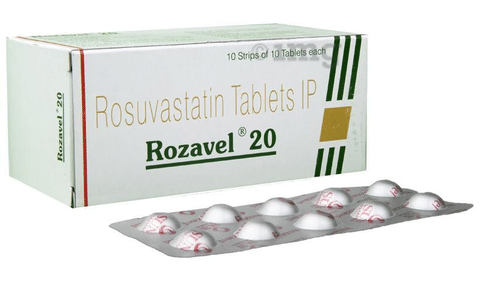 10 Strips of 10 Tablets each
Rosuvastatin Tablets IP
Rozavel® 20
Rozavel® 20